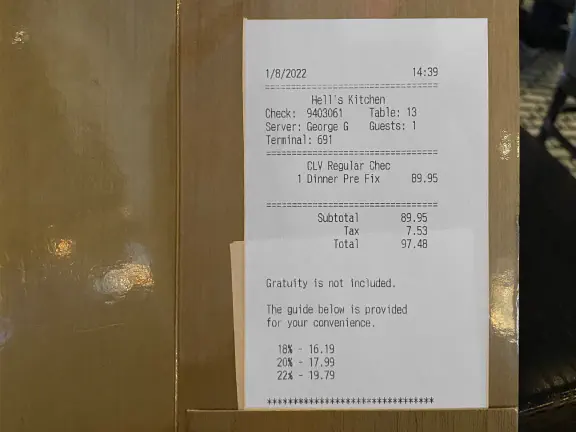 1/8/2022 14:39
==============================
Hell's Kitchen
Check: 9403061 Table: 13
Server: George G Guests: 1
Terminal: 691
==============================
CLV Regular Chec
1 Dinner Pre Fix 89.95
==============================
Subtotal 89.95
Tax 7.53
Total 97.48
Gratuity is not included.
The guide below is provided
for your convenience.
18% - 16.19
20% - 17.99
22% - 19.79
******************************